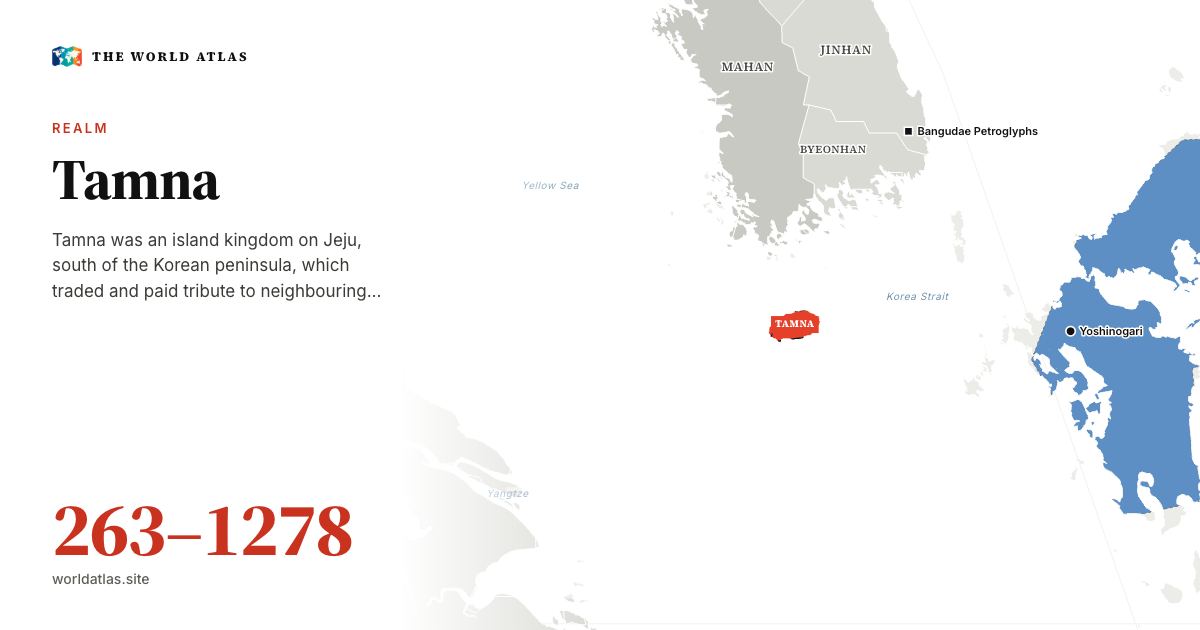 THE WORLD ATLAS
REALM
Tamna
Tamna was an island kingdom on Jeju,
south of the Korean peninsula, which
traded and paid tribute to neighbouring...
263–1278
worldatlas.site
JINHAN
MAHAN
Bangudae Petroglyphs
BYEONHAN
Yellow Sea
Korea Strait
TAMNA
Yoshinogari
Yangtze